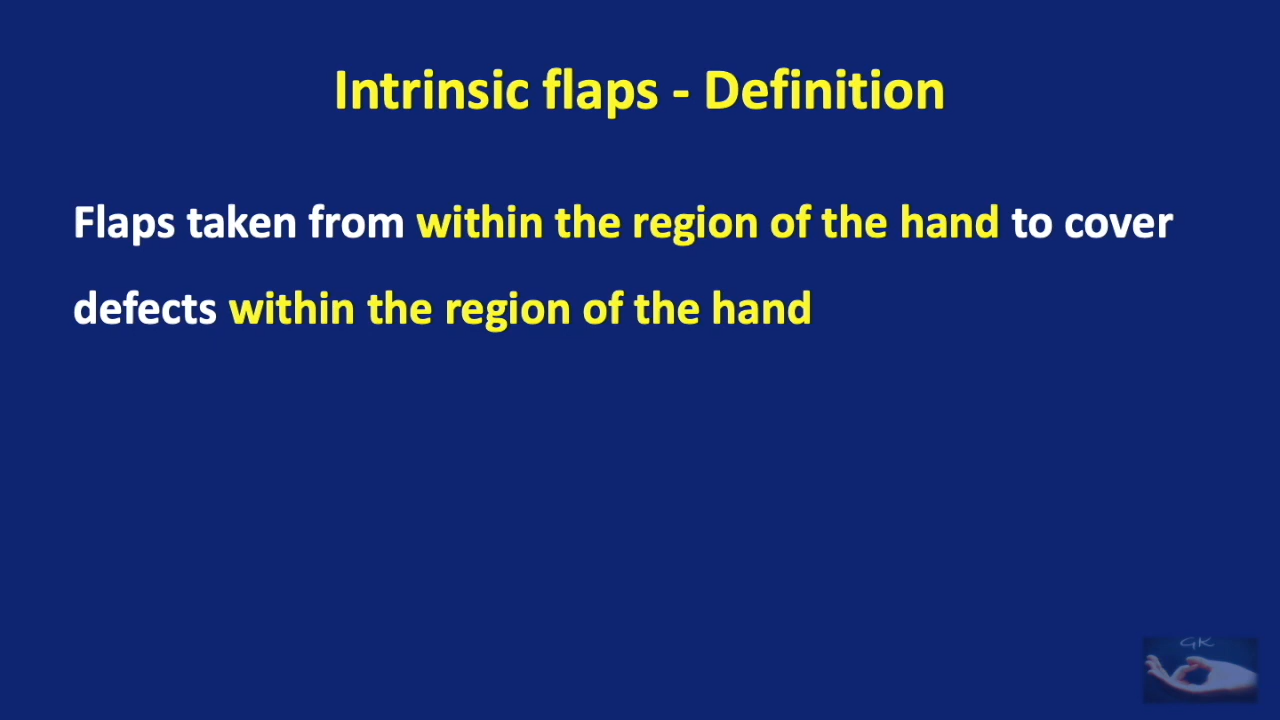 Intrinsic flaps - Definition
Flaps taken from within the region of the hand to cover
defects within the region of the hand
GK